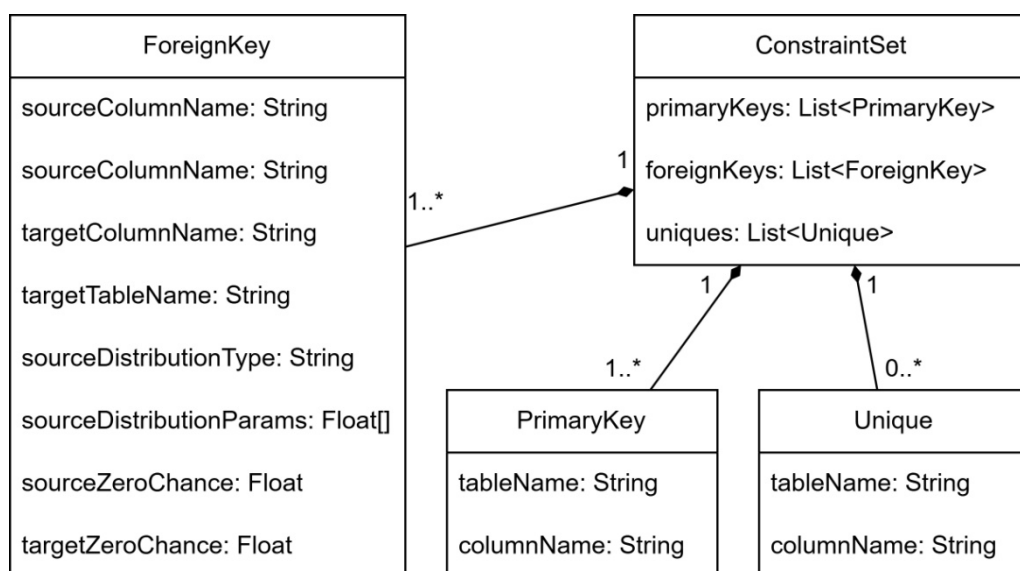 ForeignKey
sourceColumnName: String
sourceColumnName: String
targetColumnName: String
targetTableName: String
sourceDistributionType: String
sourceDistributionParams: Float[]
sourceZeroChance: Float
targetZeroChance: Float
1..*
1
ConstraintSet
primaryKeys: List<PrimaryKey>
foreignKeys: List<ForeignKey>
uniques: List<Unique>
1
1
1..*
0..*
PrimaryKey
tableName: String
columnName: String
Unique
tableName: String
columnName: String